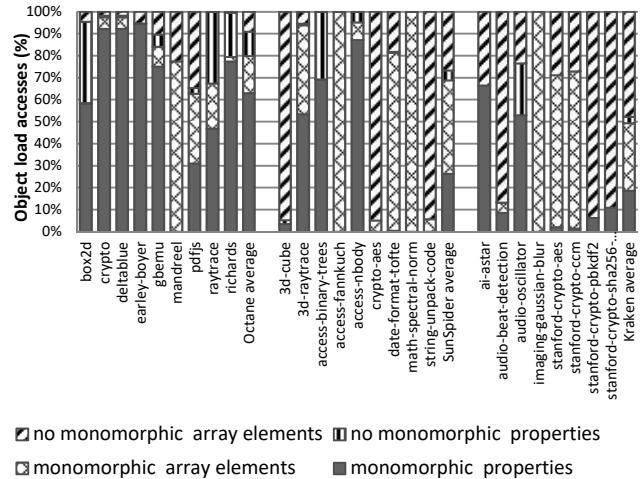 Object load accesses (%)
100%
90%
80%
70%
60%
50%
40%
30%
20%
10%
0%
box2d
crypto
deltablue
earley-boyer
gbemu
mandreel
pdfjs
raytrace
richards
Octane average
3d-cube
3d-raytrace
access-binary-trees
access-fannkuch
access-nbody
crypto-aes
date-format-tofte
math-spectral-norm
string-unpack-code
SunSpider average
ai-astar
audio-beat-detection
audio-oscillator
imaging-gaussian-blur
stanford-crypto-aes
stanford-crypto-ccm
stanford-crypto-pbkdf2
stanford-crypto-sha256-...
Kraken average
no monomorphic array elements
no monomorphic properties
monomorphic array elements
monomorphic properties